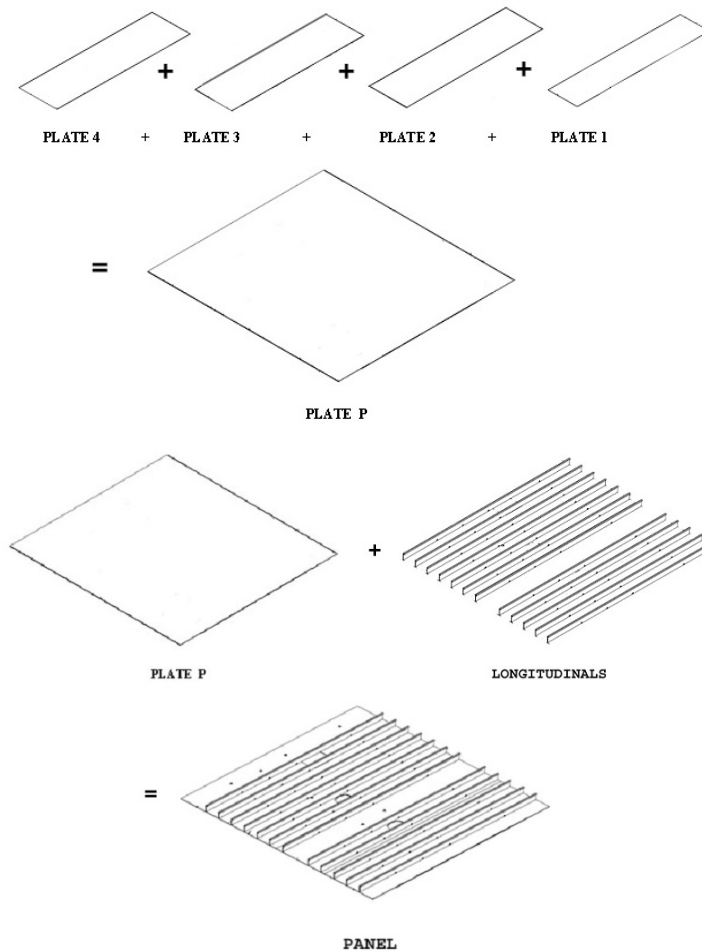 + + +
PLATE 4 + PLATE 3 + PLATE 2 + PLATE 1
=
PLATE P
+
PLATE P LONGITUDINALS
=
PANEL